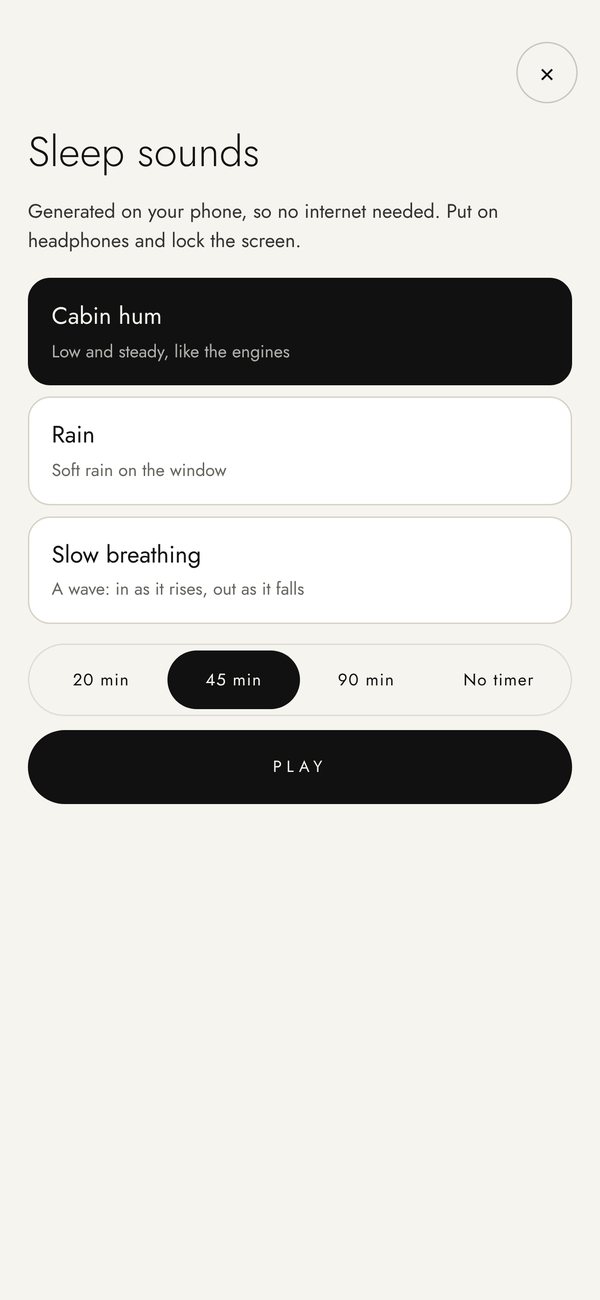 ×
Sleep sounds
Generated on your phone, so no internet needed. Put on
headphones and lock the screen.
Cabin hum
Low and steady, like the engines
Rain
Soft rain on the window
Slow breathing
A wave: in as it rises, out as it falls
20 min 45 min 90 min No timer
PLAY